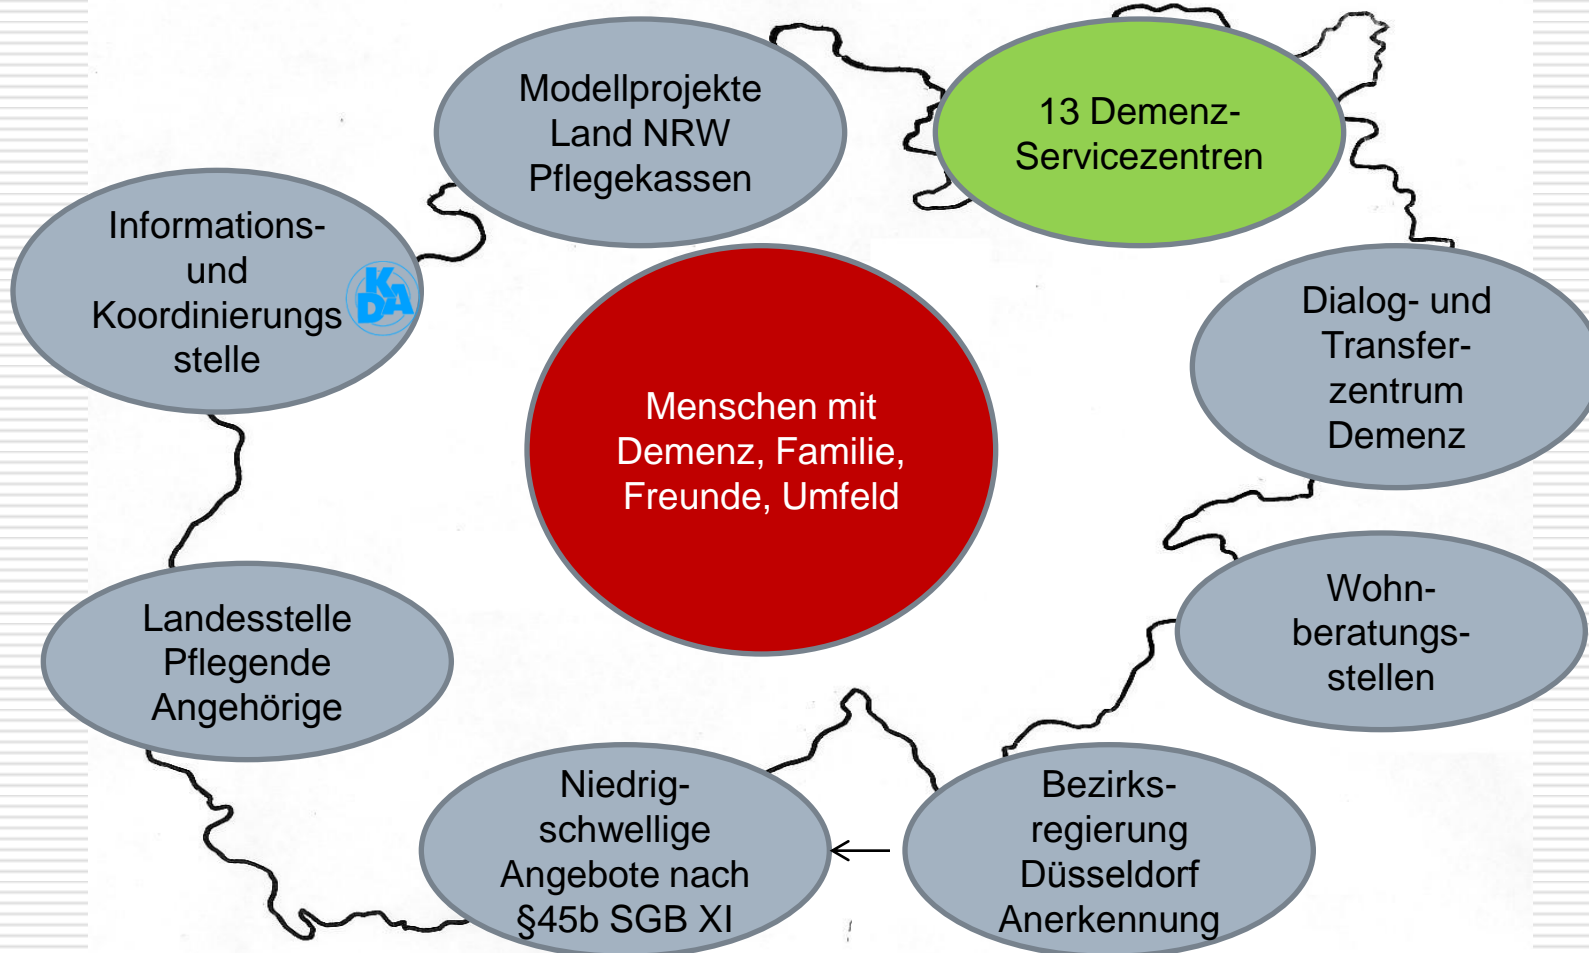 Modellprojekte
Land NRW
Pflegekassen
13 Demenz-
Servicezentren
Informations-
und
Koordinierungs
stelle
KDA
Dialog- und
Transfer-
zentrum
Demenz
Menschen mit
Demenz, Familie,
Freunde, Umfeld
Landesstelle
Pflegende
Angehörige
Wohn-
beratungs-
stellen
Niedrig-
schwellige
Angebote nach
§45b SGB XI
Bezirks-
regierung
Düsseldorf
Anerkennung